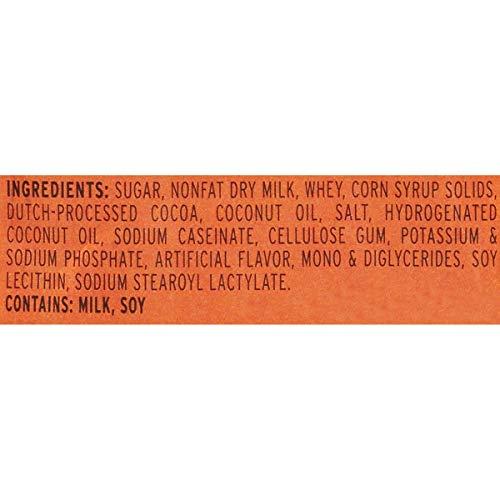 INGREDIENTS: SUGAR, NONFAT DRY MILK, WHEY, CORN SYRUP SOLIDS,
DUTCH-PROCESSED COCOA, COCONUT OIL, SALT, HYDROGENATED
COCONUT OIL, SODIUM CASEINATE, CELLULOSE GUM, POTASSIUM &
SODIUM PHOSPHATE, ARTIFICIAL FLAVOR, MONO & DIGLYCERIDES, SOY
LECITHIN, SODIUM STEAROYL LACTYLATE.
CONTAINS: MILK, SOY